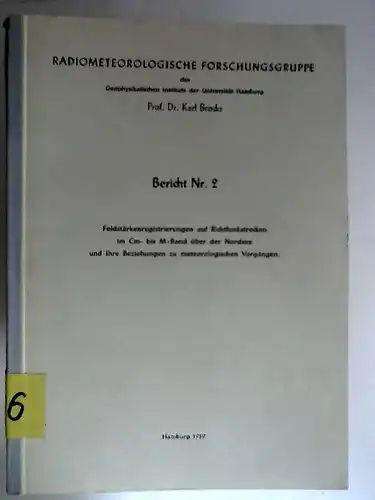 RADIOMETEOROLOGISCHE FORSCHUNGSGRUPPE
des
Geophysikalischen Instituts der Universität Hamburg
Prof. Dr. Karl Brocks
Bericht Nr. 2
Feldstärkenregistrierungen auf Richtfunkstrecken
im Cm- bis M-Band über der Nordsee
und ihre Beziehungen zu meteorologischen Vorgängen.
6
Hamburg